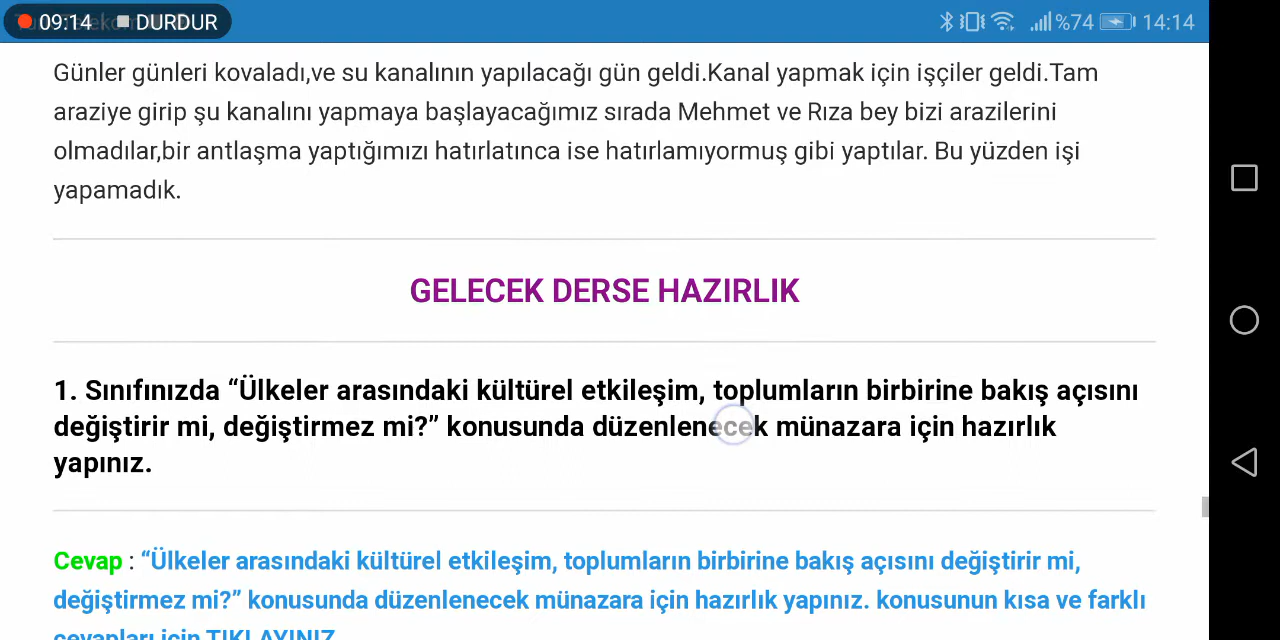 09:14 DURDUR %74 14:14
Günler günleri kovaladı,ve su kanalının yapılacağı gün geldi.Kanal yapmak için işçiler geldi.Tam
araziye girip şu kanalını yapmaya başlayacağımız sırada Mehmet ve Rıza bey bizi arazilerini
olmadılar,bir antlaşma yaptığımızı hatırlatınca ise hatırlamıyormuş gibi yaptılar. Bu yüzden işi
yapamadık.
GELECEK DERSE HAZIRLIK
1. Sınıfınızda “Ülkeler arasındaki kültürel etkileşim, toplumların birbirine bakış açısını
değiştirir mi, değiştirmez mi?” konusunda düzenlenecek münazara için hazırlık
yapınız.
Cevap : “Ülkeler arasındaki kültürel etkileşim, toplumların birbirine bakış açısını değiştirir mi,
değiştirmez mi?” konusunda düzenlenecek münazara için hazırlık yapınız. konusunun kısa ve farklı
cevapları için TIKLAYINIZ